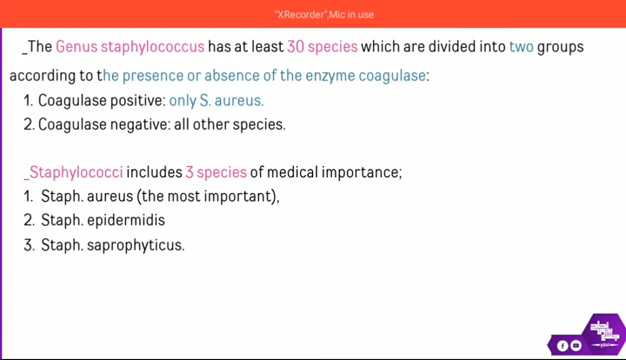 "XRecorder",Mic in use
_The Genus staphylococcus has at least 30 species which are divided into two groups
according to the presence or absence of the enzyme coagulase:
1. Coagulase positive: only S. aureus.
2. Coagulase negative: all other species.
_Staphylococci includes 3 species of medical importance;
1. Staph. aureus (the most important),
2. Staph. epidermidis
3. Staph. saprophyticus.